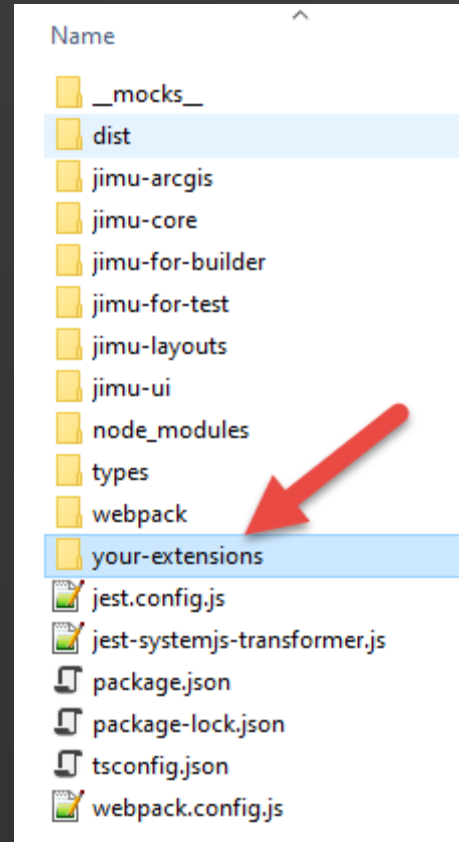 Name
__mocks__
dist
jimu-arcgis
jimu-core
jimu-for-builder
jimu-for-test
jimu-layouts
jimu-ui
node_modules
types
webpack
your-extensions
jest.config.js
jest-systemjs-transformer.js
package.json
package-lock.json
tsconfig.json
webpack.config.js